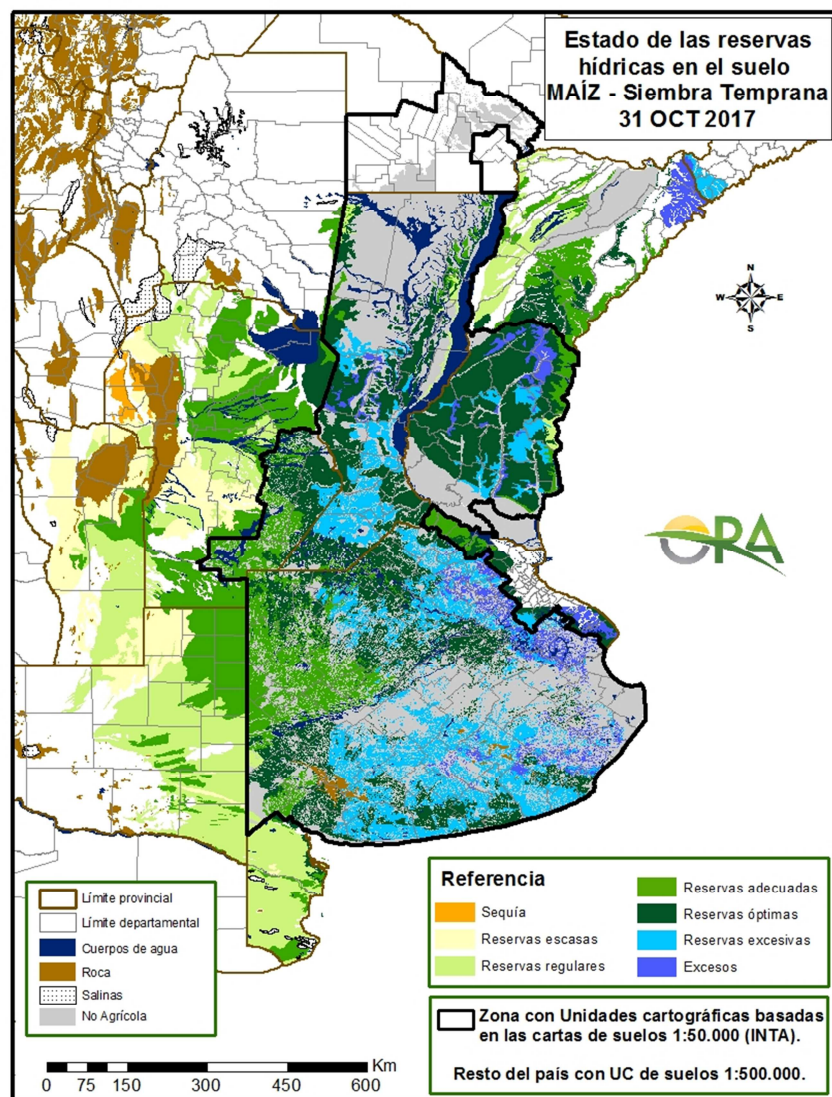 Estado de las reservas
hídricas en el suelo
MAÍZ - Siembra Temprana
31 OCT 2017
N
W E
S
OPA
Límite provincial
Límite departamental
Cuerpos de agua
Roca
Salinas
No Agrícola
Referencia
Sequía
Reservas escasas
Reservas regulares
Reservas adecuadas
Reservas óptimas
Reservas excesivas
Excesos
Zona con Unidades cartográficas basadas
en las cartas de suelos 1:50.000 (INTA).
Resto del país con UC de suelos 1:500.000.
Km
0 75 150 300 450 600